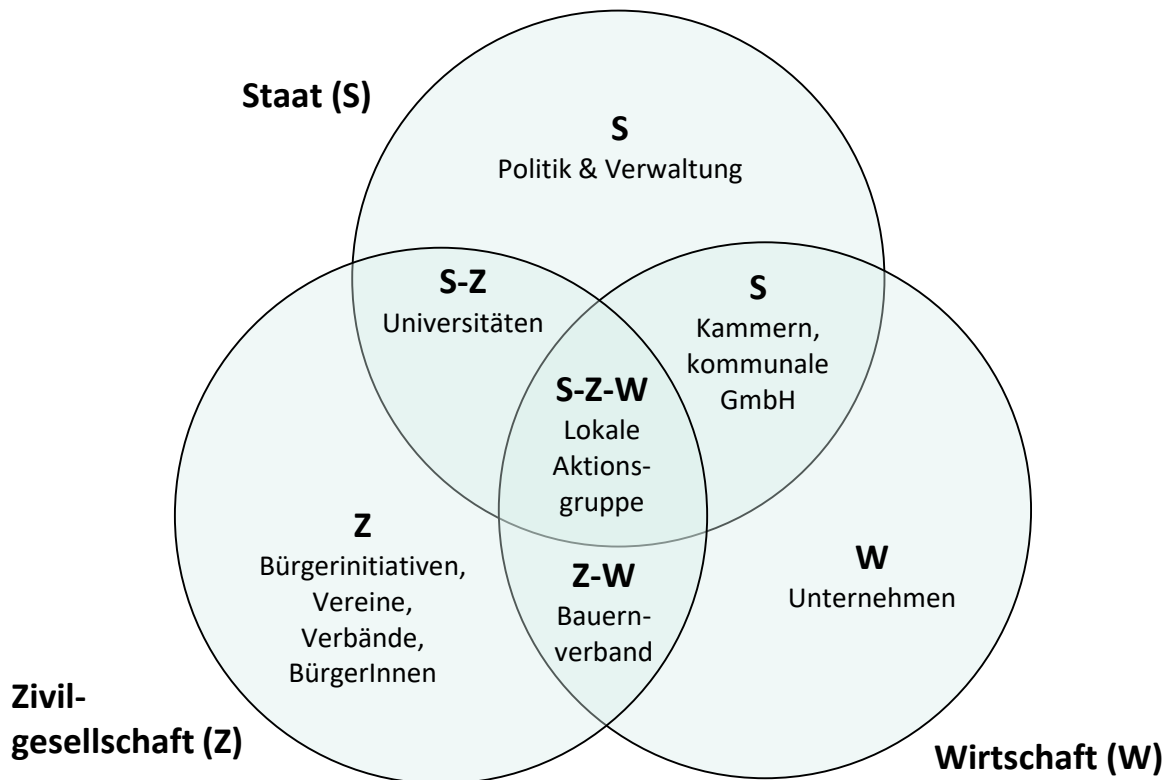 Staat (S)
S
Politik & Verwaltung
S-Z
Universitäten
S
Kammern,
kommunale
GmbH
S-Z-W
Lokale
Aktions-
gruppe
Z
Bürgerinitiativen,
Vereine,
Verbände,
BürgerInnen
Z-W
Bauern-
verband
W
Unternehmen
Zivil-
gesellschaft (Z)
Wirtschaft (W)